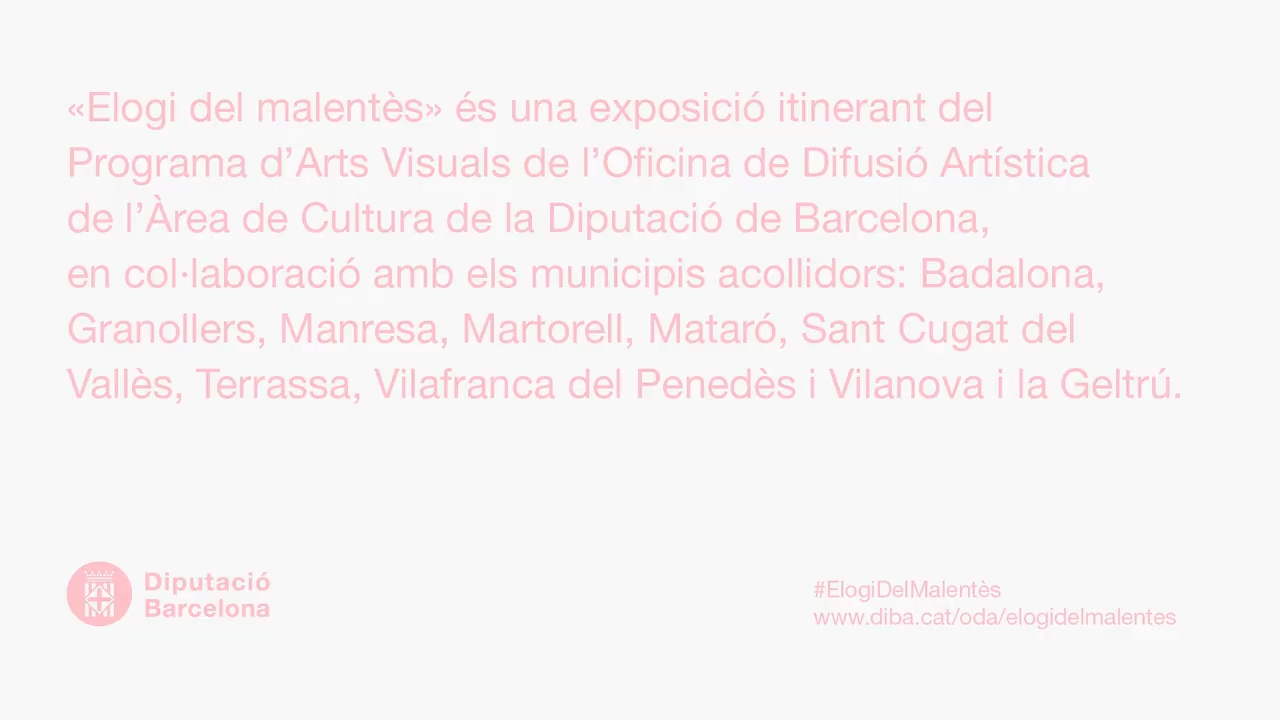 «Elogi del malentès» és una exposició itinerant del
Programa d’Arts Visuals de l’Oficina de Difusió Artística
de l’Àrea de Cultura de la Diputació de Barcelona,
en col·laboració amb els municipis acollidors: Badalona,
Granollers, Manresa, Martorell, Mataró, Sant Cugat del
Vallès, Terrassa, Vilafranca del Penedès i Vilanova i la Geltrú.
Diputació
Barcelona
#ElogiDelMalentès
www.diba.cat/oda/elogidelmalentes